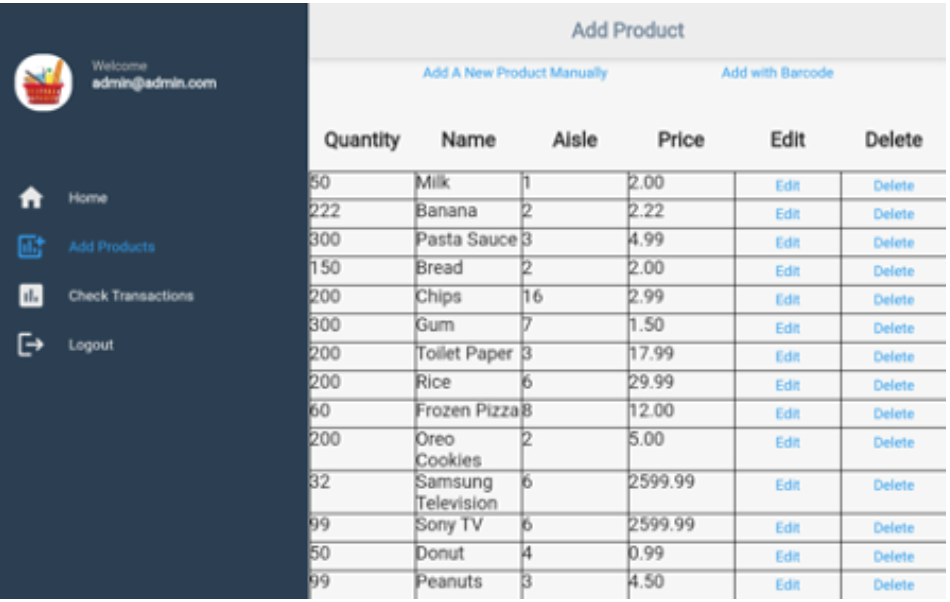 Welcome
admin@admin.com
Home
Add Products
Check Transactions
Logout
Add Product
Add A New Product Manually Add with Barcode
Quantity Name Aisle Price Edit Delete
50 Milk 1 2.00 Edit Delete
222 Banana 2 2.22 Edit Delete
300 Pasta Sauce 3 4.99 Edit Delete
150 Bread 2 2.00 Edit Delete
200 Chips 16 2.99 Edit Delete
300 Gum 7 1.50 Edit Delete
200 Toilet Paper 3 17.99 Edit Delete
200 Rice 6 29.99 Edit Delete
60 Frozen Pizza 8 12.00 Edit Delete
200 Oreo 2 5.00 Edit Delete
Cookies
32 Samsung 6 2599.99 Edit Delete
Television
99 Sony TV 6 2599.99 Edit Delete
50 Donut 4 0.99 Edit Delete
99 Peanuts 3 4.50 Edit Delete